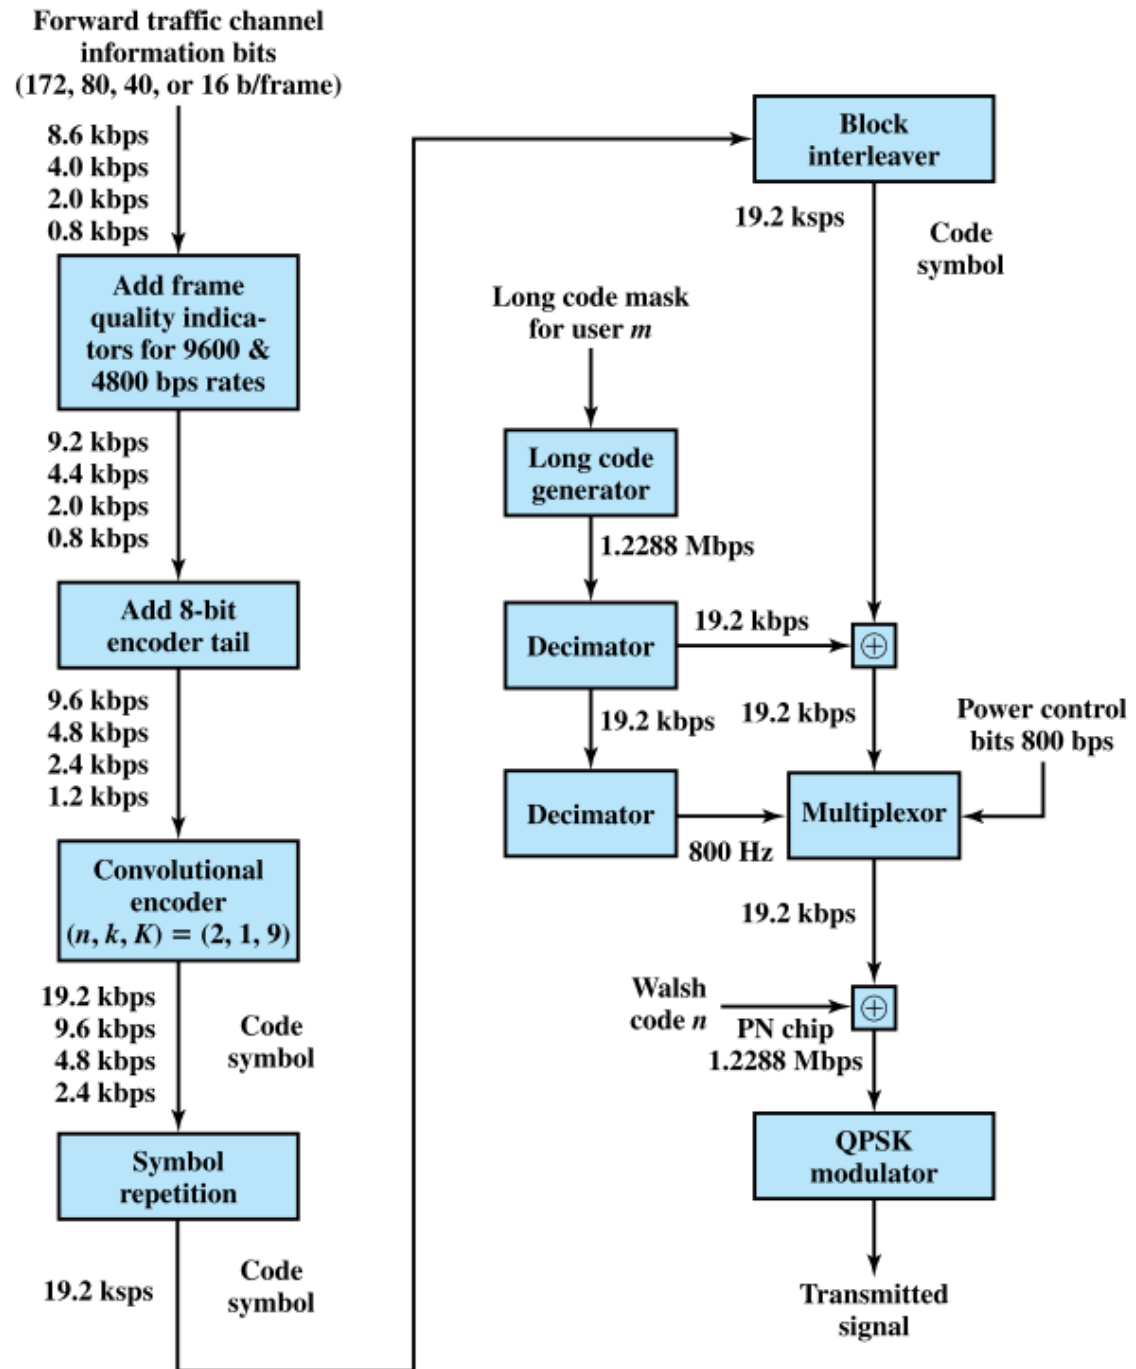 Forward traffic channel
information bits
(172, 80, 40, or 16 b/frame)
8.6 kbps
4.0 kbps
2.0 kbps
0.8 kbps
Add frame
quality indica-
tors for 9600 &
4800 bps rates
9.2 kbps
4.4 kbps
2.0 kbps
0.8 kbps
Add 8-bit
encoder tail
9.6 kbps
4.8 kbps
2.4 kbps
1.2 kbps
Convolutional
encoder
(n, k, K) = (2, 1, 9)
19.2 kbps
9.6 kbps
4.8 kbps
2.4 kbps
Code
symbol
Symbol
repetition
19.2 ksps
Code
symbol
Block
interleaver
19.2 ksps
Code
symbol
Long code mask
for user m
Long code
generator
1.2288 Mbps
Decimator
19.2 kbps
⊕
19.2 kbps
19.2 kbps
Power control
bits 800 bps
Decimator
800 Hz
Multiplexor
19.2 kbps
Walsh
code n
PN chip
1.2288 Mbps
⊕
QPSK
modulator
Transmitted
signal